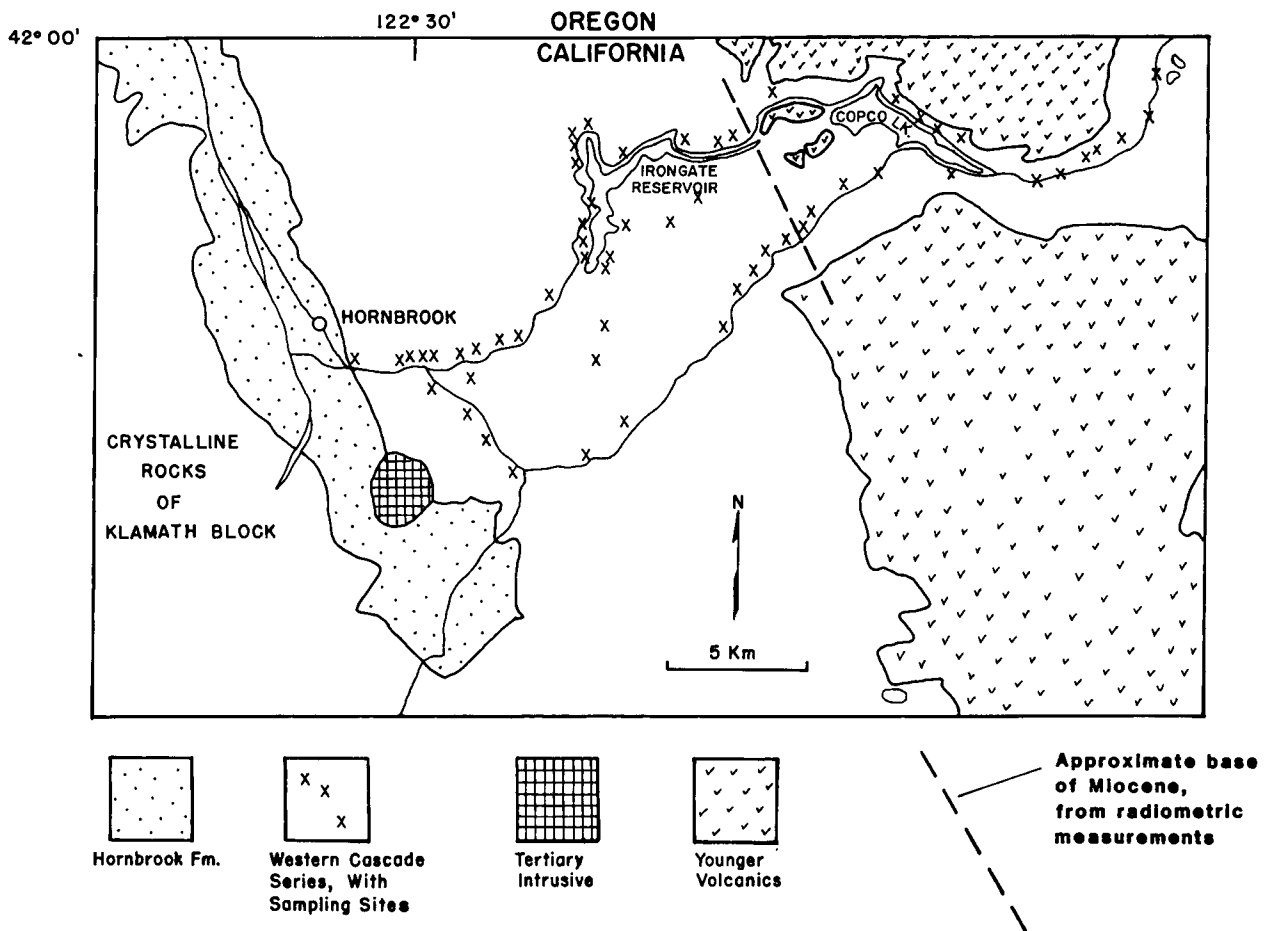 122° 30'
OREGON
42° 00'
CALIFORNIA
COPCO LK.
IRONGATE
RESERVOIR
HORNBROOK
CRYSTALLINE
ROCKS
OF
KLAMATH BLOCK
N
5 Km
Hornbrook Fm.
Western Cascade
Series, With
Sampling Sites
Tertiary
Intrusive
Younger
Volcanics
Approximate base
of Miocene,
from radiometric
measurements